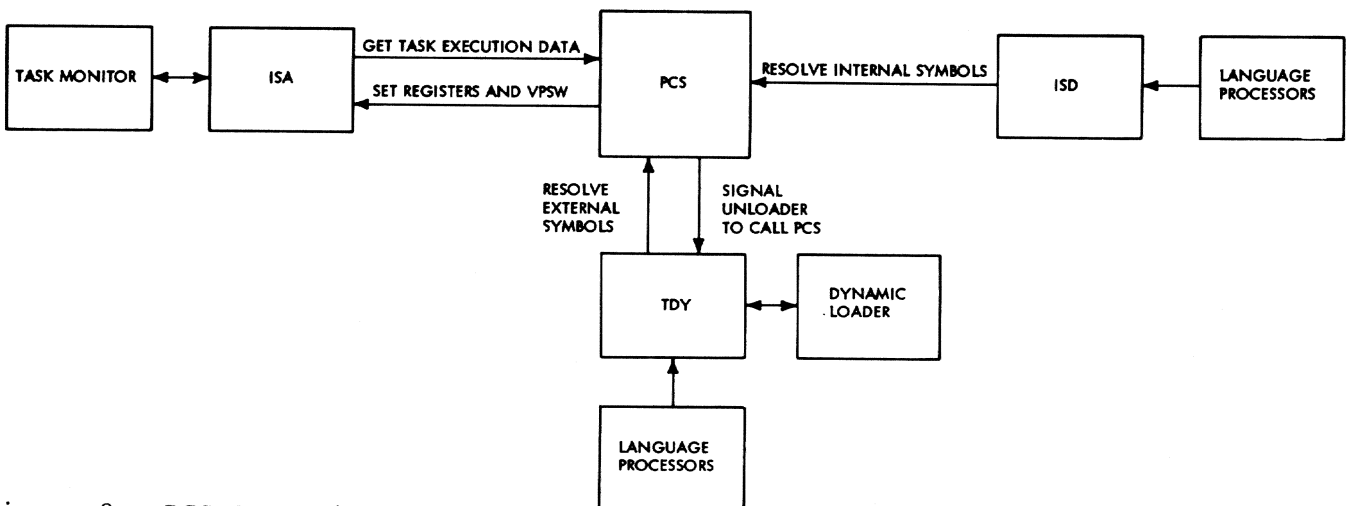 TASK MONITOR
ISA
GET TASK EXECUTION DATA
SET REGISTERS AND VPSW
PCS
RESOLVE INTERNAL SYMBOLS
ISD
LANGUAGE
PROCESSORS
RESOLVE
EXTERNAL
SYMBOLS
SIGNAL
UNLOADER
TO CALL PCS
TDY
DYNAMIC
LOADER
LANGUAGE
PROCESSORS